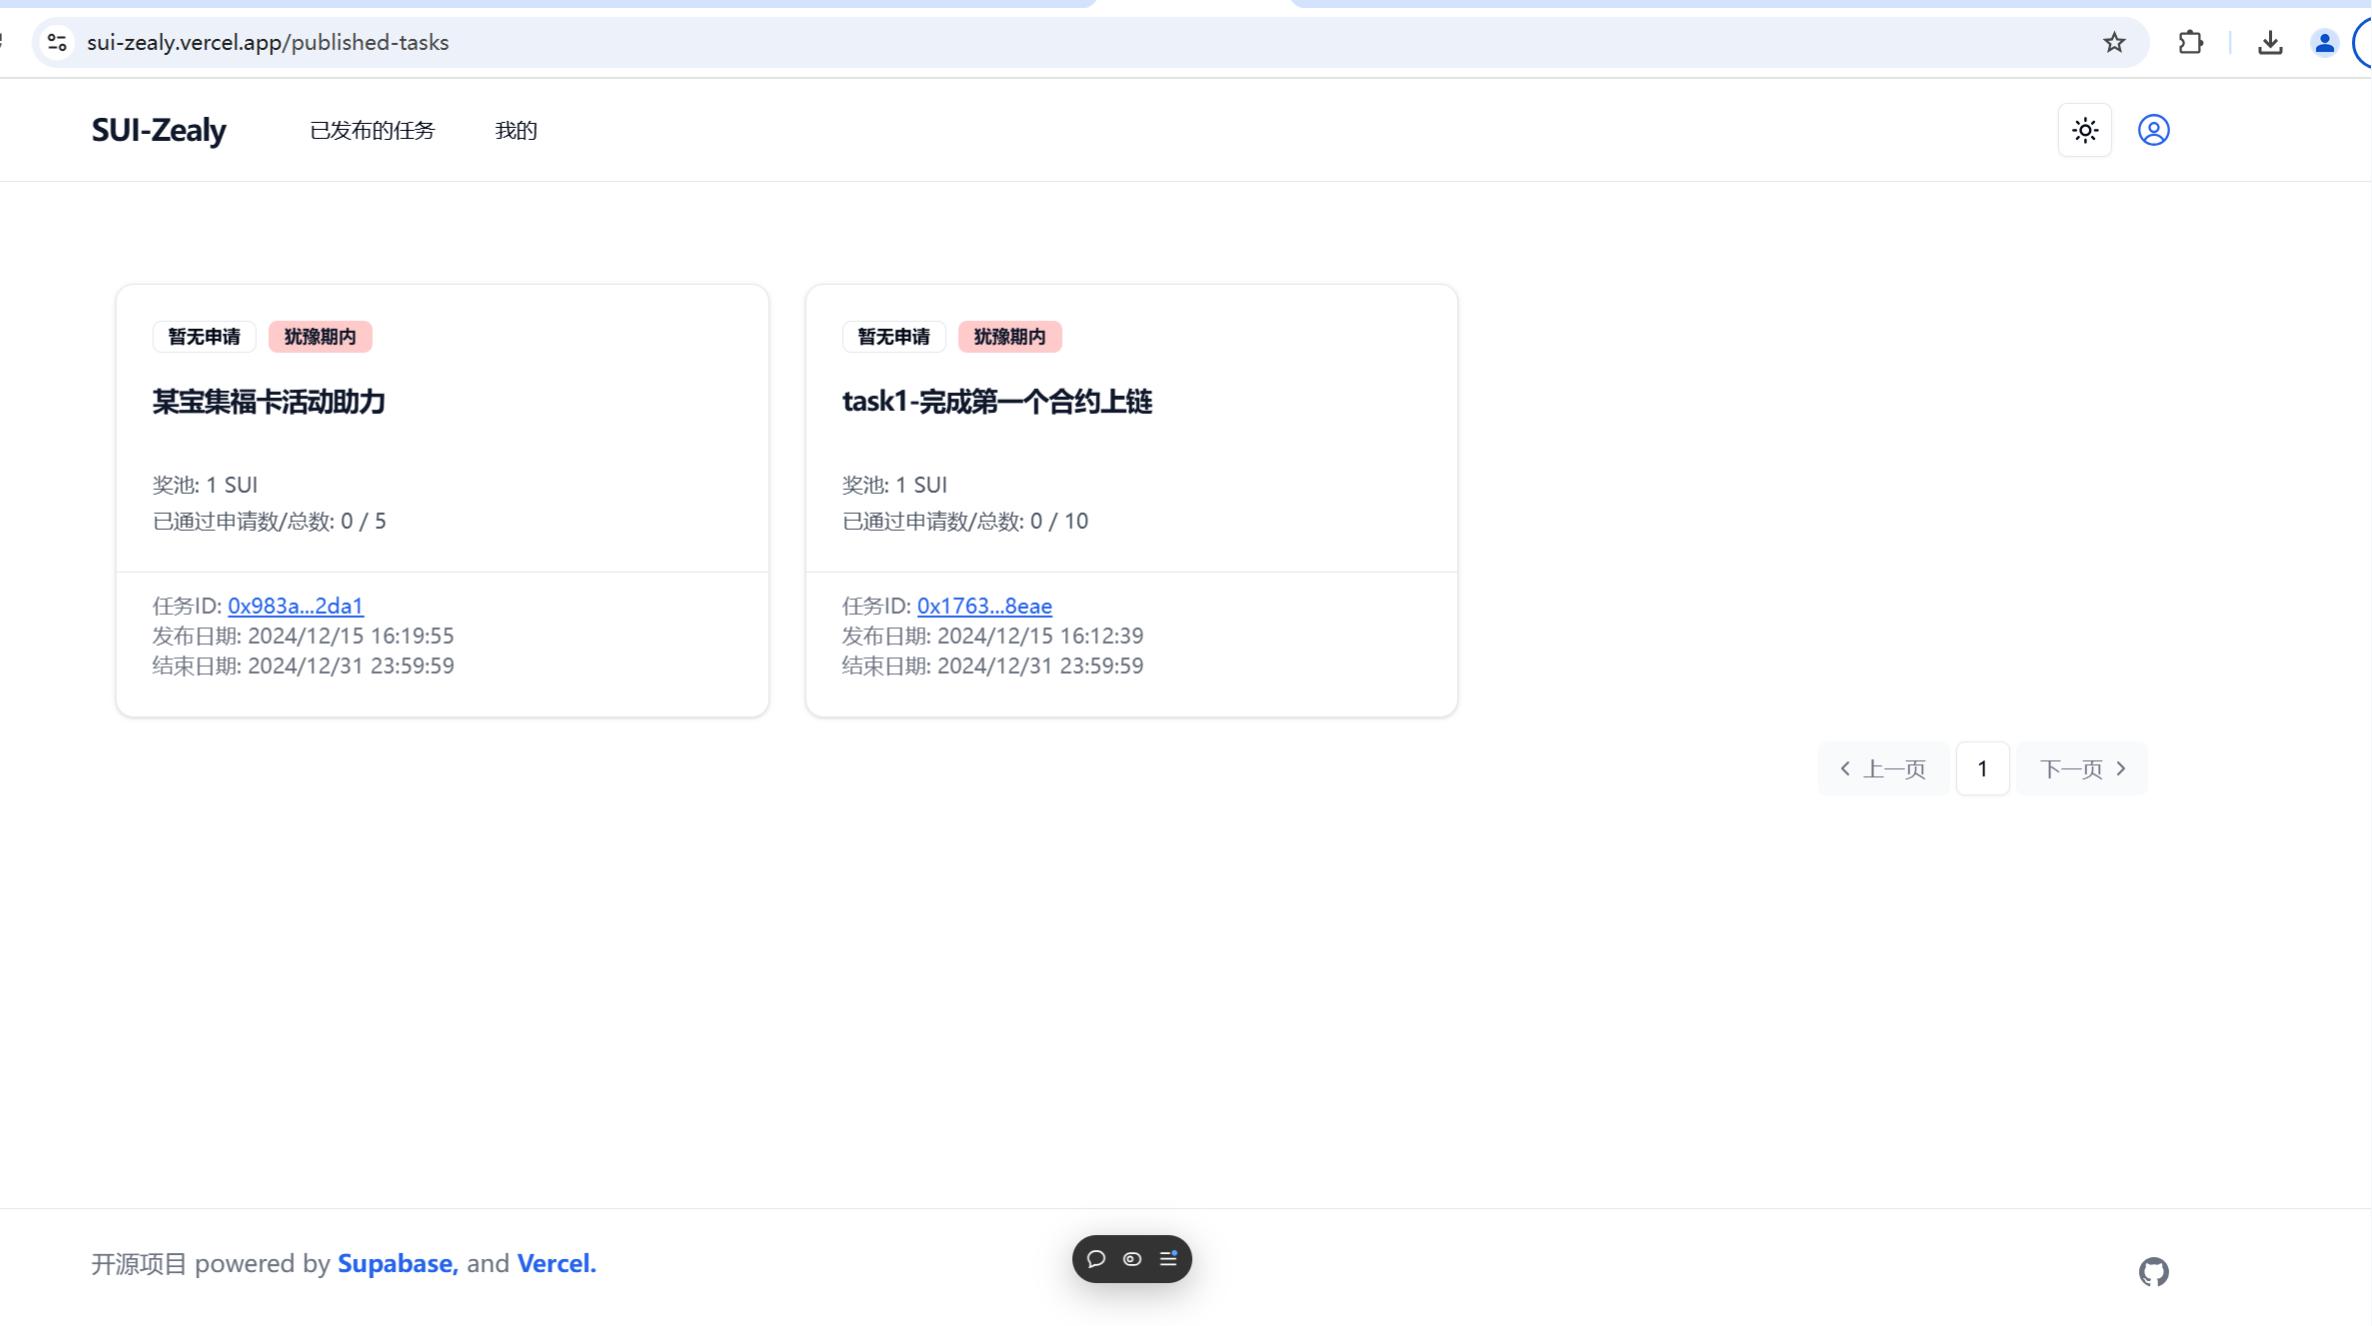 sui-zealy.vercel.app/published-tasks
SUI-Zealy
已发布的任务
我的
暂无申请
犹豫期内
某宝集福卡活动助力
奖池: 1 SUI
已通过申请数/总数: 0 / 5
任务ID: 0x983a...2da1
发布日期: 2024/12/15 16:19:55
结束日期: 2024/12/31 23:59:59
暂无申请
犹豫期内
task1-完成第一个合约上链
奖池: 1 SUI
已通过申请数/总数: 0 / 10
任务ID: 0x1763...8eae
发布日期: 2024/12/15 16:12:39
结束日期: 2024/12/31 23:59:59
上一页
1
下一页
开源项目 powered by Supabase, and Vercel.